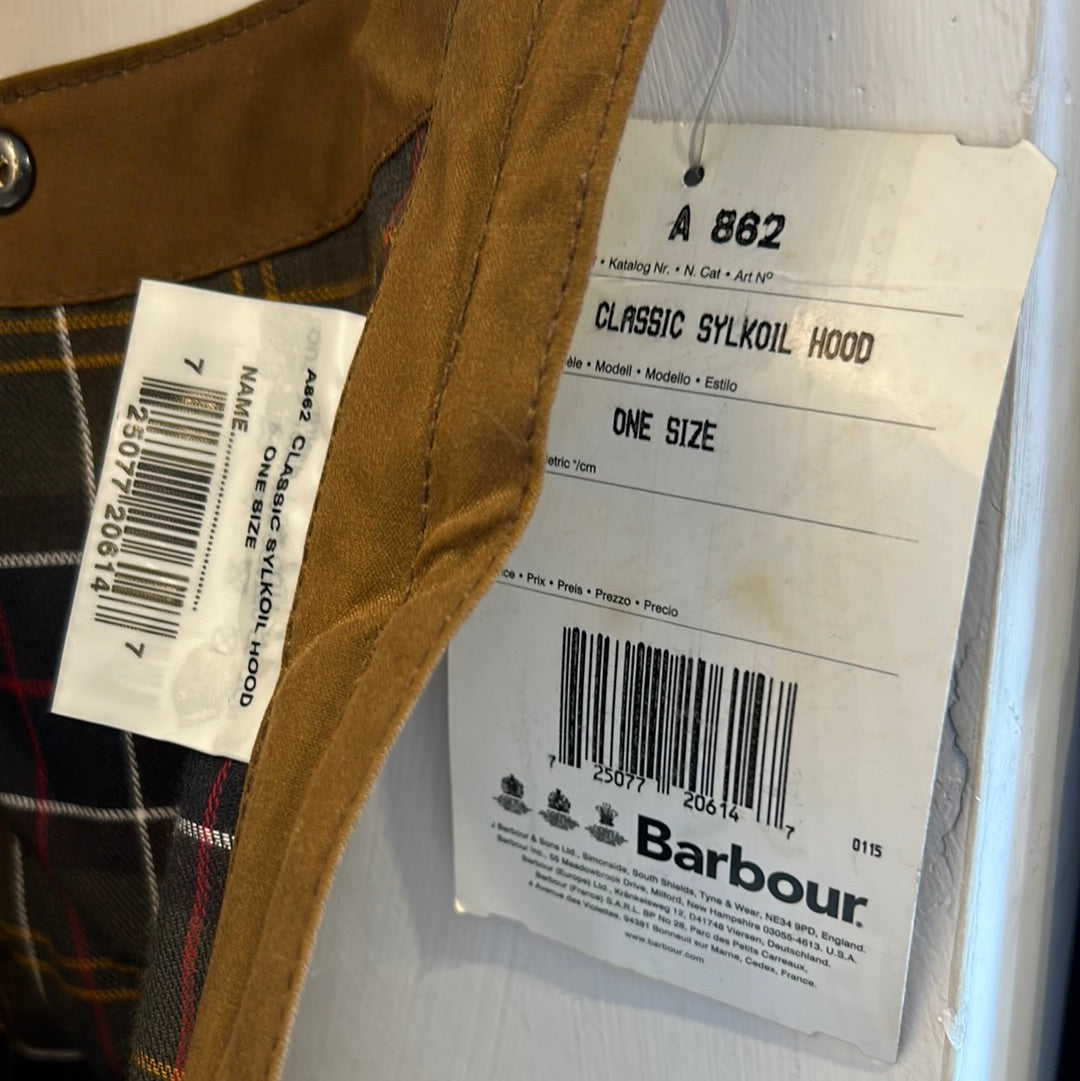 A862 CLASSIC SYLKOIL HOOD
ONE SIZE
NAME
7 25077 20614 7
A 862
• Katalog Nr. • N. Cat • Art Nº
CLASSIC SYLKOIL HOOD
èle • Modell • Modello • Estilo
ONE SIZE
etric "/cm
ce • Prix • Preis • Prezzo • Precio
7 25077 20614 7
0115
Barbour.
J Barbour & Sons Ltd., Simonside, South Shields, Tyne & Wear, NE34 9PD, England.
Barbour Inc., 55 Meadowbrook Drive, Milford, New Hampshire 03055-4613, U.S.A.
Barbour (Europe) Ltd., Kränkelsweg 12, D41748 Viersen, Deutschland.
Barbour (France) S.A.R.L. BP No 28, Parc des Petits Carreaux,
4 Avenue des Violettes, 94381 Bonneuil sur Marne, Cedex, France.
www.barbour.com